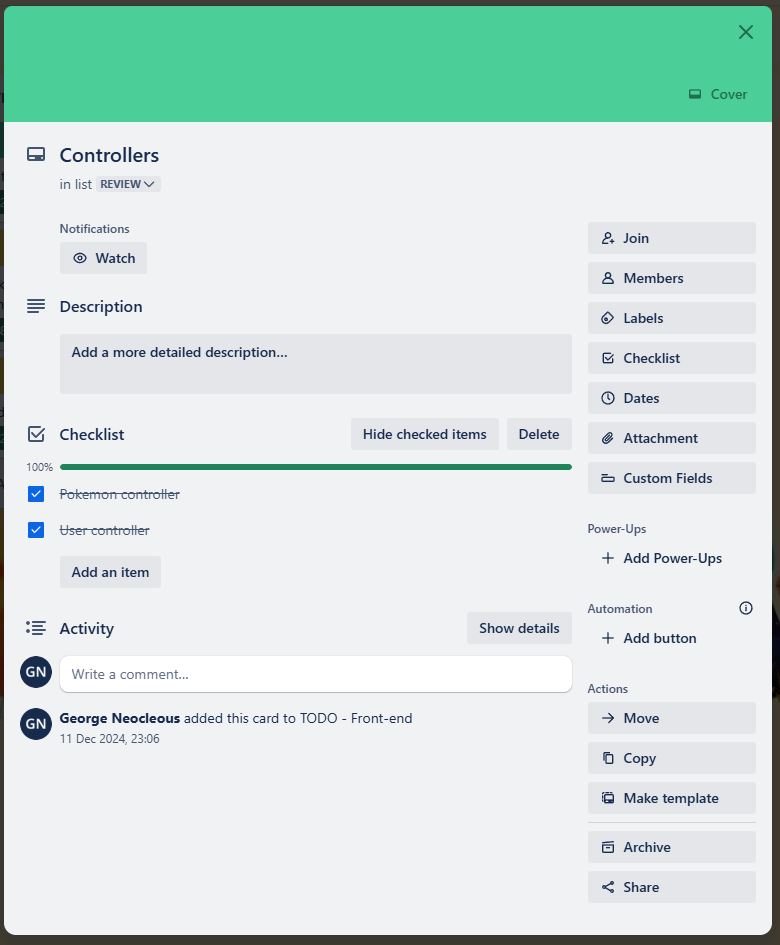 Cover
Controllers
in list REVIEW
Notifications
Watch
Description
Add a more detailed description...
Checklist
Hide checked items
Delete
100%
Pokemon controller
User controller
Add an item
Activity
Show details
GN
Write a comment...
GN
George Neocleous added this card to TODO - Front-end
11 Dec 2024, 23:06
Join
Members
Labels
Checklist
Dates
Attachment
Custom Fields
Power-Ups
Add Power-Ups
Automation
Add button
Actions
Move
Copy
Make template
Archive
Share